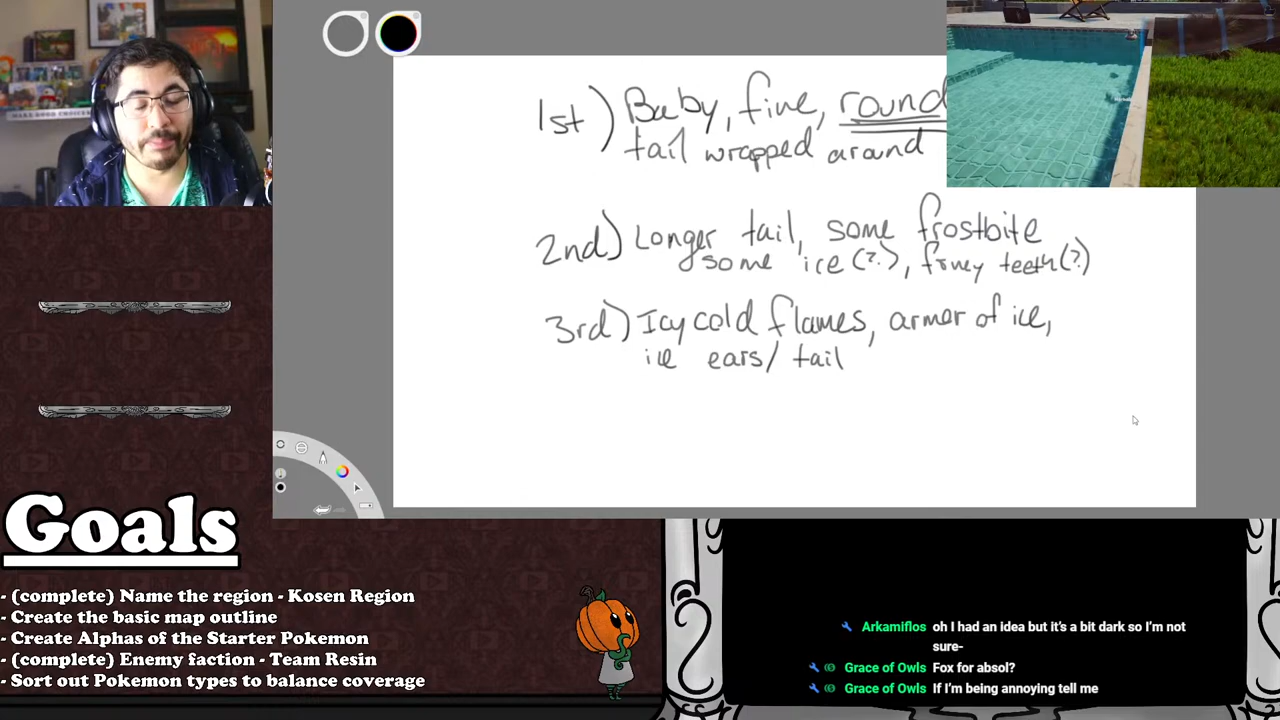 1st) Baby, fire, round
tail wrapped around
2nd) Longer tail, some frostbite
some ice(?), teeth(?)
3rd) Icy cold flames, armor of ice,
ice ears/tail
Goals
- (complete) Name the region - Kosen Region
- Create the basic map outline
- Create Alphas of the Starter Pokemon
- (complete) Enemy faction - Team Resin
- Sort out Pokemon types to balance coverage
Arkamiflos oh I had an idea but it's a bit dark so I'm not
sure-
Grace of Owls Fox for absol?
Grace of Owls If I'm being annoying tell me